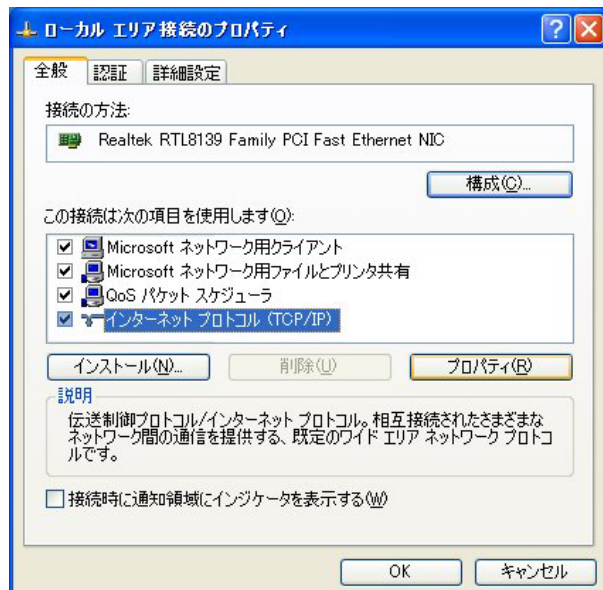 ローカル エリア接続のプロパティ
全般 認証 詳細設定
接続の方法:
Realtek RTL8139 Family PCI Fast Ethernet NIC
構成(C)...
この接続は次の項目を使用します(O):
Microsoft ネットワーク用クライアント
Microsoft ネットワーク用ファイルとプリンタ共有
QoS パケット スケジューラ
インターネット プロトコル (TCP/IP)
インストール(N)... 削除(U) プロパティ(R)
説明
伝送制御プロトコル/インターネット プロトコル。相互接続されたさまざまな
ネットワーク間の通信を提供する、既定のワイド エリア ネットワーク プロトコ
ルです。
接続時に通知領域にインジケータを表示する(W)
OK キャンセル